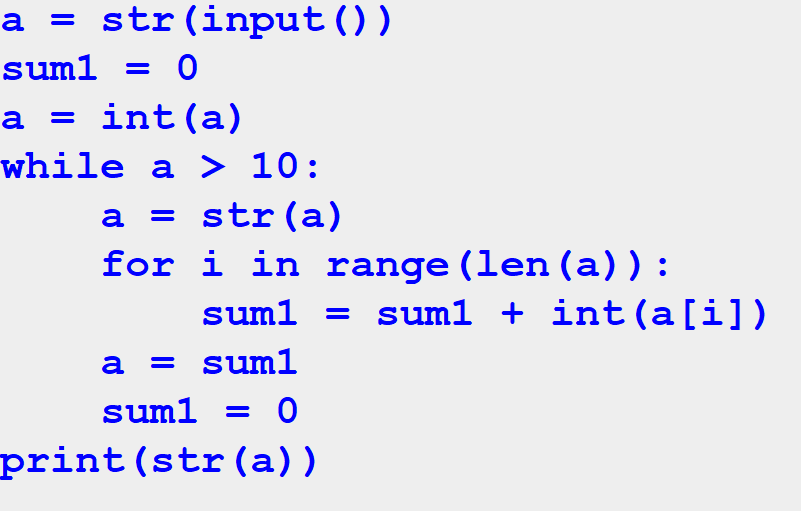 a = str(input())
sum1 = 0
a = int(a)
while a > 10:
    a = str(a)
    for i in range(len(a)):
        sum1 = sum1 + int(a[i])
    a = sum1
    sum1 = 0
print(str(a))